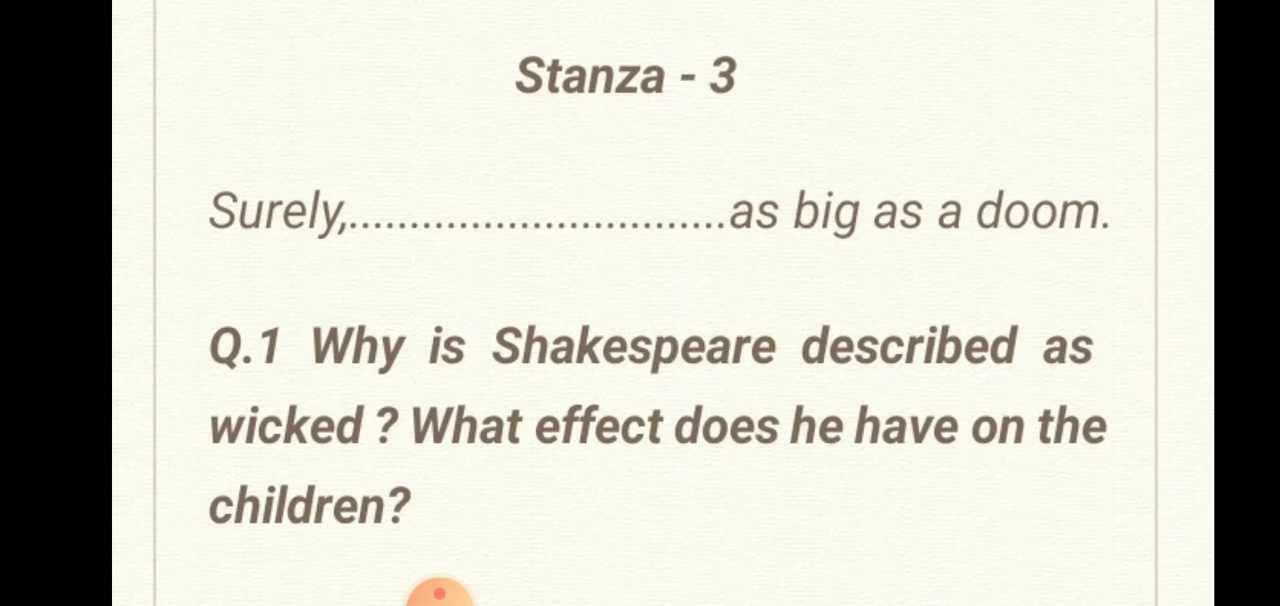 Stanza - 3
Surely,...............................as big as a doom.
Q.1 Why is Shakespeare described as
wicked ? What effect does he have on the
children?